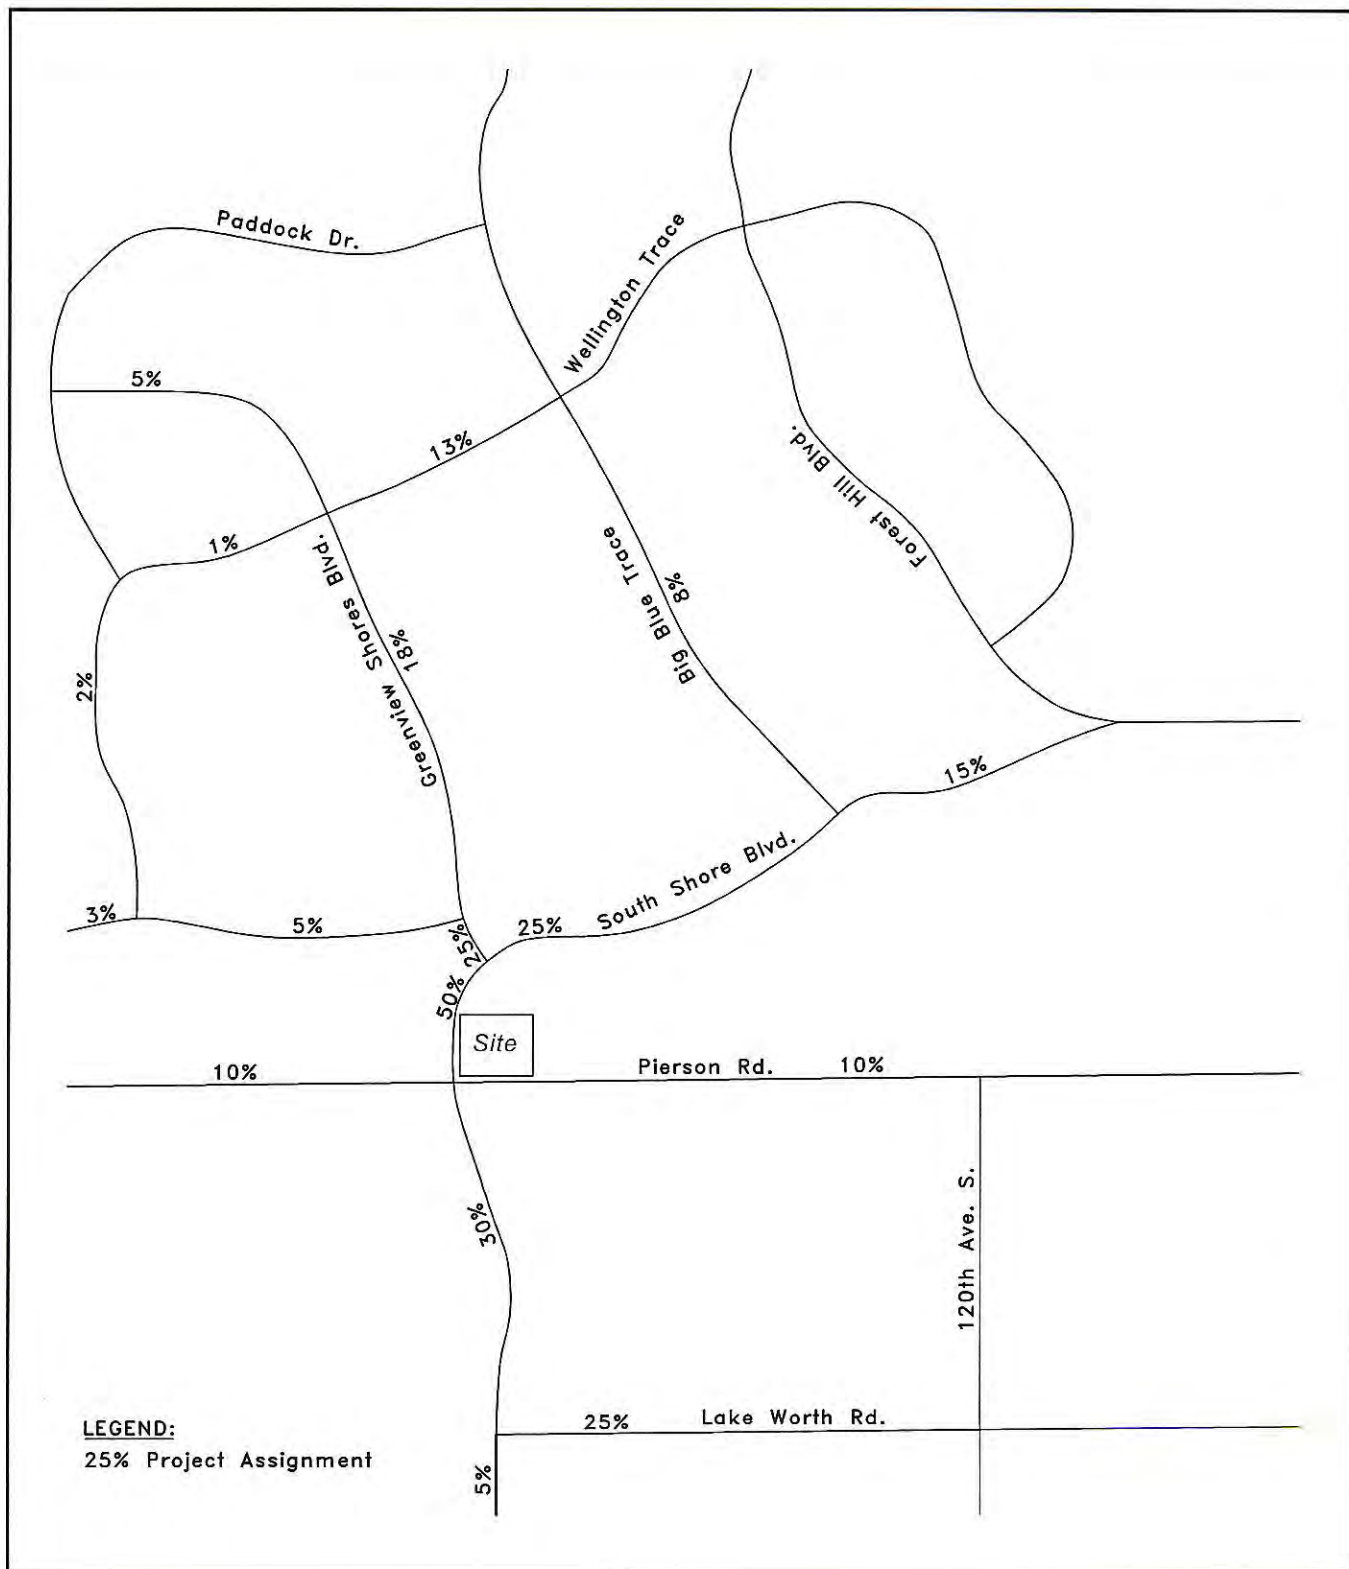 Paddock Dr.
Wellington Trace
5%
13%
Forest Hill Blvd.
1%
Greenview Shores Blvd.
18%
Big Blue Trace
8%
2%
15%
South Shore Blvd.
3%
5%
25%
25%
50%
Site
10%
Pierson Rd.
10%
30%
120th Ave. S.
25%
Lake Worth Rd.
5%
LEGEND:
25% Project Assignment